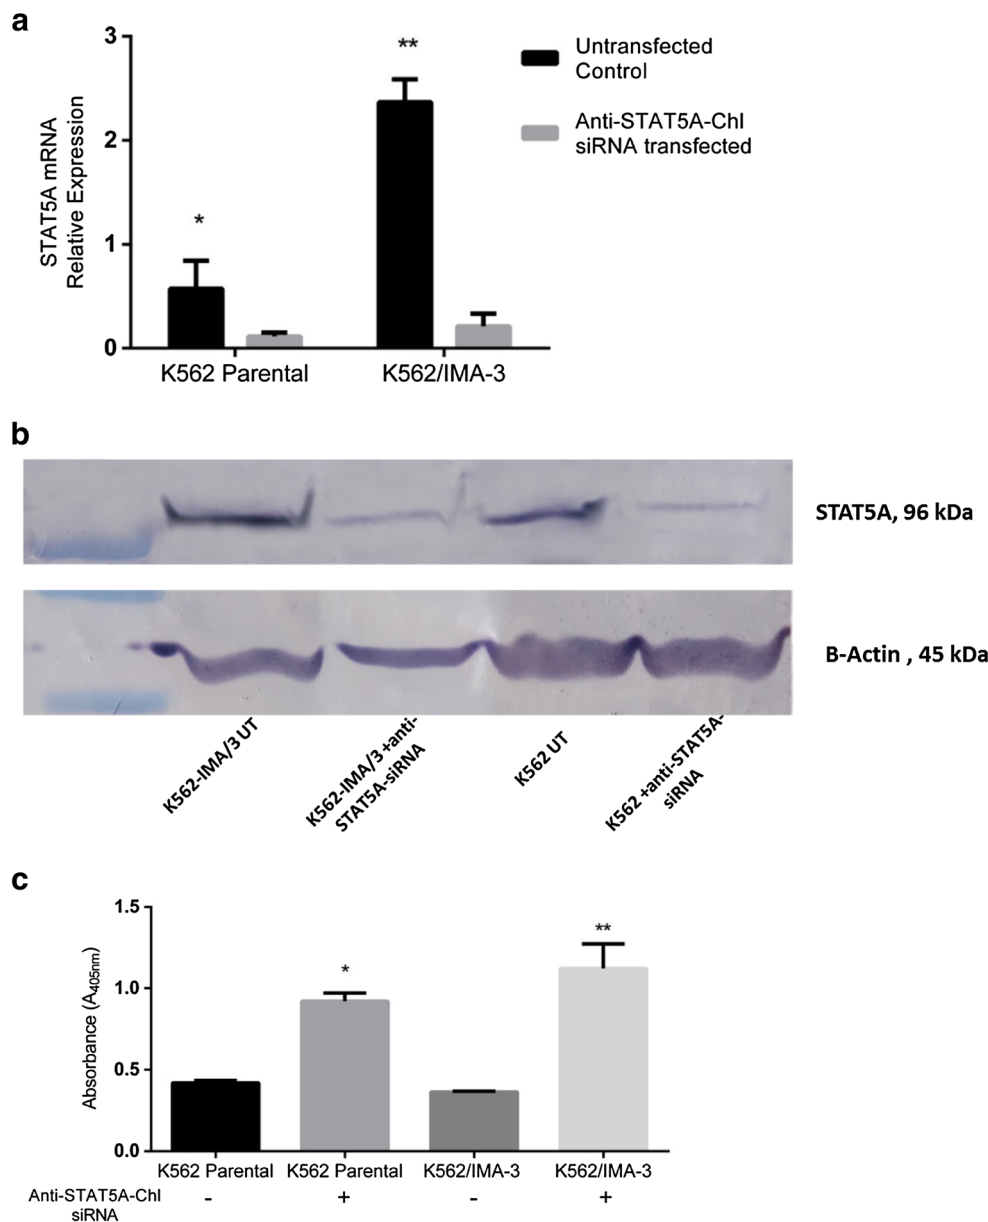 a
3
2
1
0
STAT5A mRNA
Relative Expression
*
**
Untransfected
Control
Anti-STAT5A-Chl
siRNA transfected
K562 Parental
K562/IMA-3
b
STAT5A, 96 kDa
B-Actin , 45 kDa
K562-IMA/3 UT
K562-IMA/3 +anti-
STAT5A-siRNA
K562 UT
K562 +anti-STAT5A-
siRNA
c
1.5
1.0
0.5
0.0
Absorbance (A405nm)
*
**
K562 Parental K562 Parental K562/IMA-3 K562/IMA-3
Anti-STAT5A-Chl
siRNA
- + - +